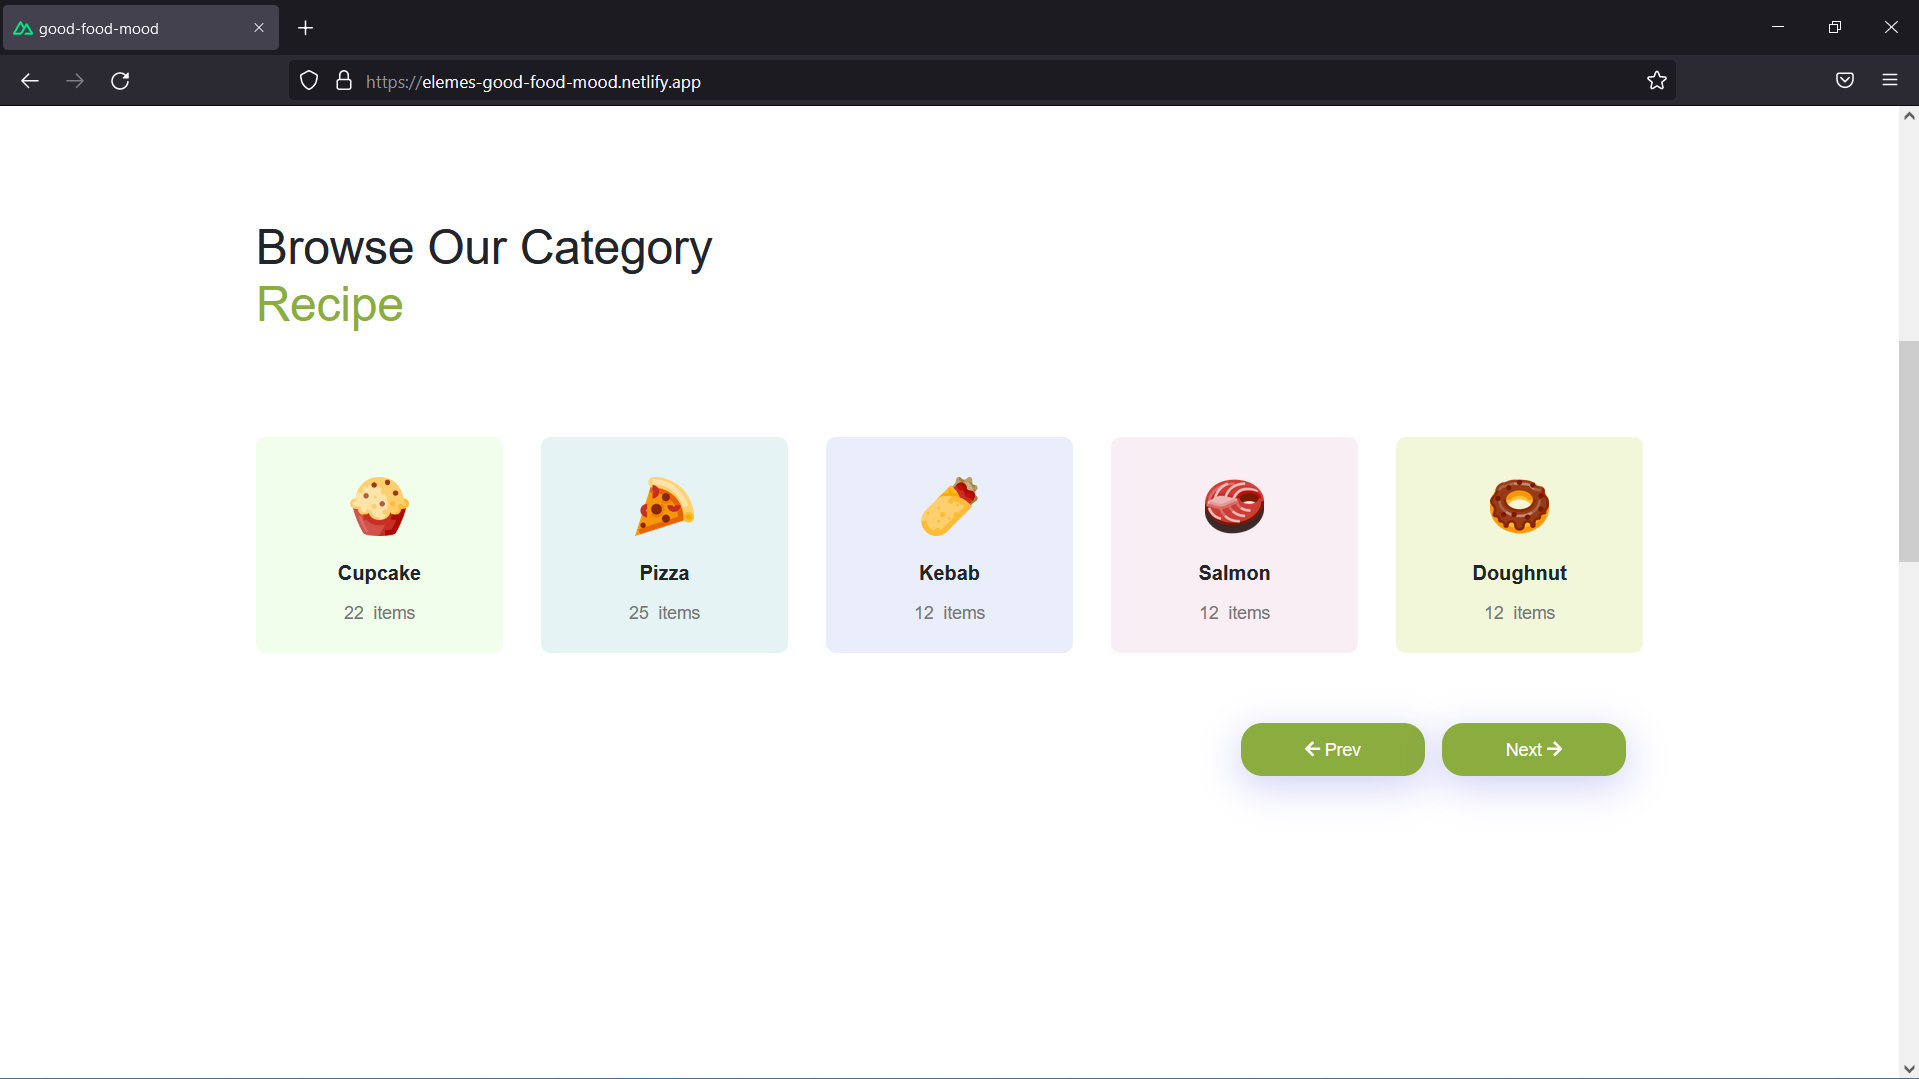 good-food-mood
https://elemes-good-food-mood.netlify.app
Browse Our Category
Recipe
Cupcake
22 items
Pizza
25 items
Kebab
12 items
Salmon
12 items
Doughnut
12 items
Prev
Next